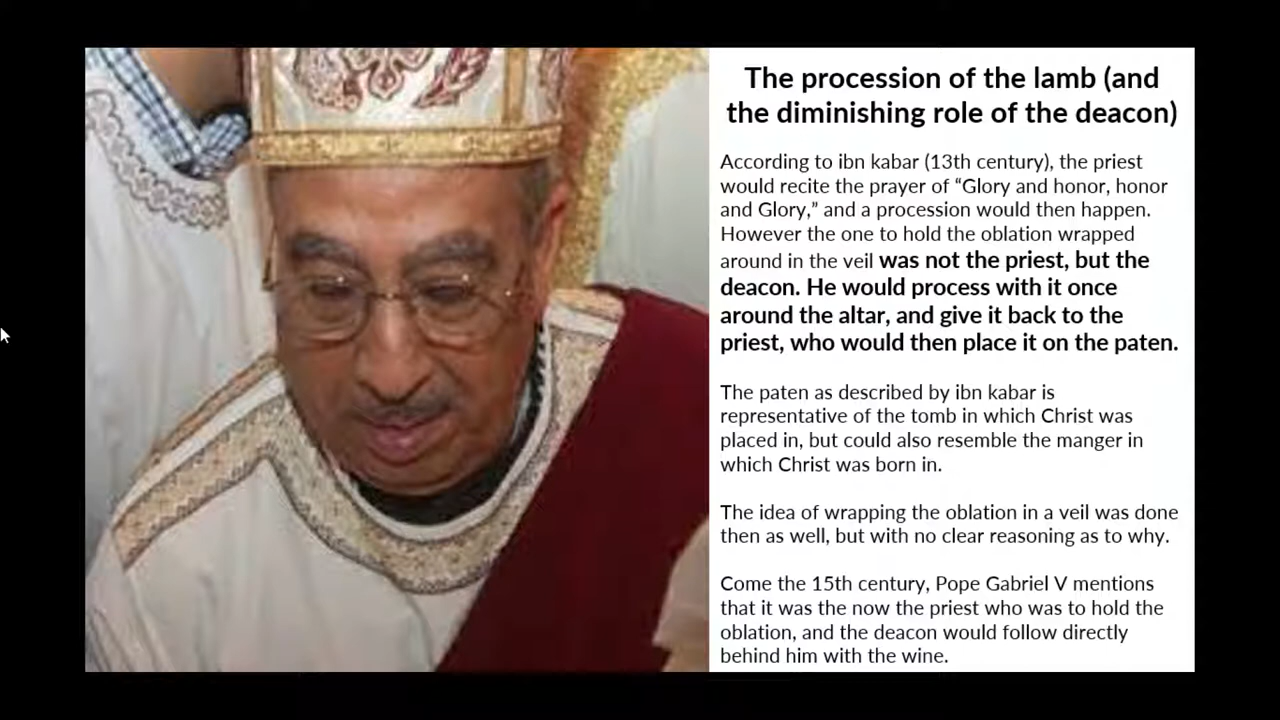 The procession of the lamb (and
the diminishing role of the deacon)
According to ibn kabar (13th century), the priest
would recite the prayer of “Glory and honor, honor
and Glory,” and a procession would then happen.
However the one to hold the oblation wrapped
around in the veil was not the priest, but the
deacon. He would process with it once
around the altar, and give it back to the
priest, who would then place it on the paten.
The paten as described by ibn kabar is
representative of the tomb in which Christ was
placed in, but could also resemble the manger in
which Christ was born in.
The idea of wrapping the oblation in a veil was done
then as well, but with no clear reasoning as to why.
Come the 15th century, Pope Gabriel V mentions
that it was the now the priest who was to hold the
oblation, and the deacon would follow directly
behind him with the wine.